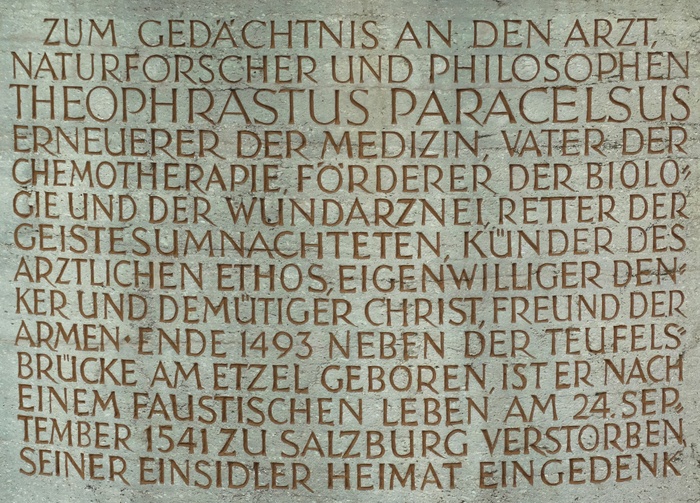 ZUM GEDÄCHTNIS AN DEN ARZT,
NATURFORSCHER UND PHILOSOPHEN
THEOPHRASTUS PARACELSUS
ERNEUERER DER MEDIZIN, VATER DER
CHEMOTHERAPIE, FÖRDERER DER BIOLO-
GIE UND DER WUNDARZNEI, RETTER DER
GEISTESUMNACHTETEN, KÜNDER DES
ARZTLICHEN ETHOS, EIGENWILLIGER DEN-
KER UND DEMÜTIGER CHRIST, FREUND DER
ARMEN · ENDE 1493 NEBEN DER TEUFELS-
BRÜCKE AM ETZEL GEBOREN, IST ER NACH
EINEM FAUSTISCHEN LEBEN, AM 24. SEP-
TEMBER 1541 ZU SALZBURG VERSTORBEN,
SEINER EINSIDLER HEIMAT EINGEDENK